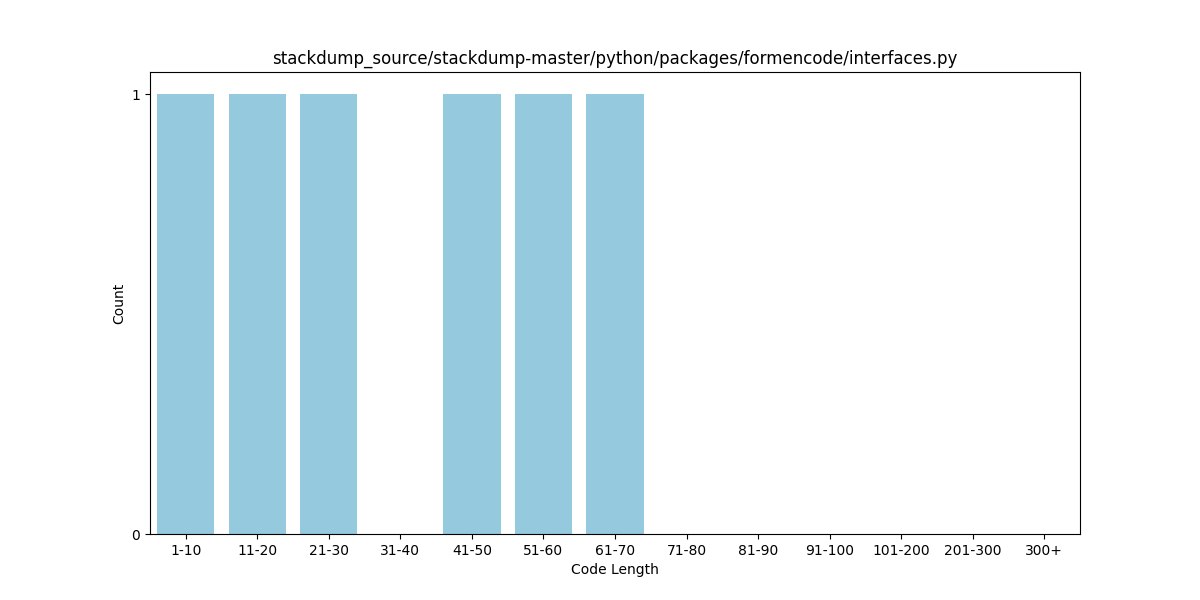 stackdump_source/stackdump-master/python/packages/formencode/interfaces.py
1
Count
0
1-10 11-20 21-30 31-40 41-50 51-60 61-70 71-80 81-90 91-100 101-200 201-300 300+
Code Length